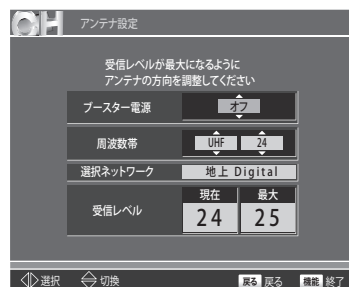 アンテナ設定
受信レベルが最大になるように
アンテナの方向を調整してください
ブースター電源 オフ
周波数帯 UHF 24
選択ネットワーク 地上 Digital
現在 最大
受信レベル 24 25
選択 切換 戻る 戻る 機能 終了